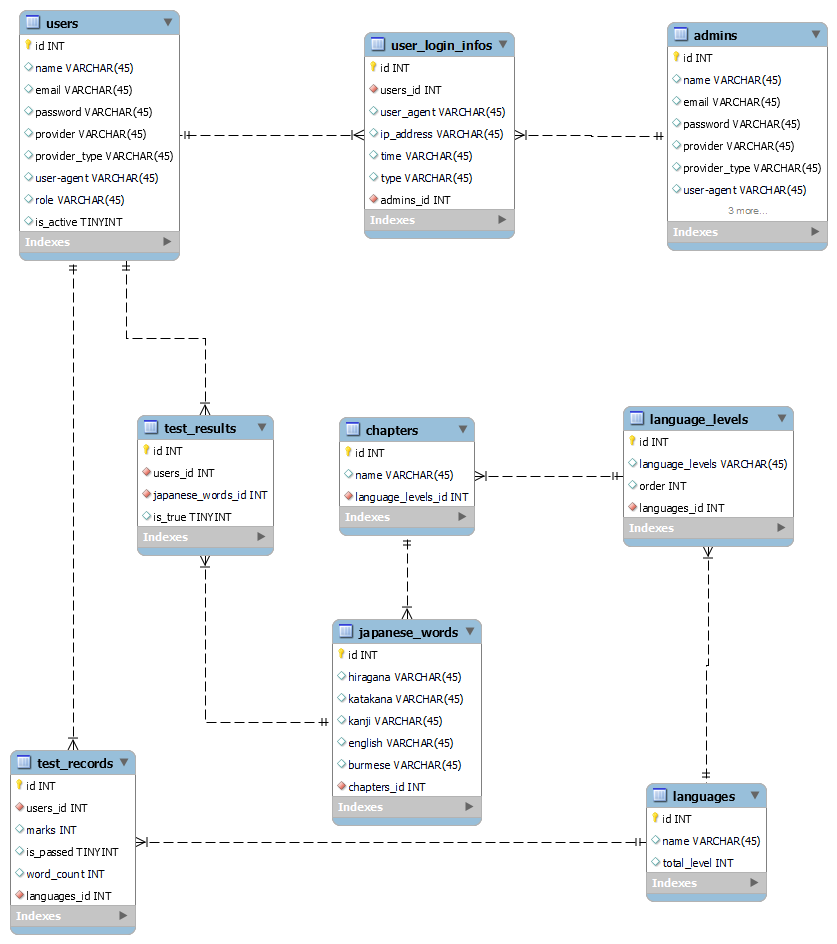 users
id INT
name VARCHAR(45)
email VARCHAR(45)
password VARCHAR(45)
provider VARCHAR(45)
provider_type VARCHAR(45)
user-agent VARCHAR(45)
role VARCHAR(45)
is_active TINYINT
Indexes
user_login_infos
id INT
users_id INT
user_agent VARCHAR(45)
ip_address VARCHAR(45)
time VARCHAR(45)
type VARCHAR(45)
admins_id INT
Indexes
admins
id INT
name VARCHAR(45)
email VARCHAR(45)
password VARCHAR(45)
provider VARCHAR(45)
provider_type VARCHAR(45)
user-agent VARCHAR(45)
3 more...
Indexes
test_results
id INT
users_id INT
japanese_words_id INT
is_true TINYINT
Indexes
chapters
id INT
name VARCHAR(45)
language_levels_id INT
Indexes
language_levels
id INT
language_levels VARCHAR(45)
order INT
languages_id INT
Indexes
japanese_words
id INT
hiragana VARCHAR(45)
katakana VARCHAR(45)
kanji VARCHAR(45)
english VARCHAR(45)
burmese VARCHAR(45)
chapters_id INT
Indexes
test_records
id INT
users_id INT
marks INT
is_passed TINYINT
word_count INT
languages_id INT
Indexes
languages
id INT
name VARCHAR(45)
total_level INT
Indexes